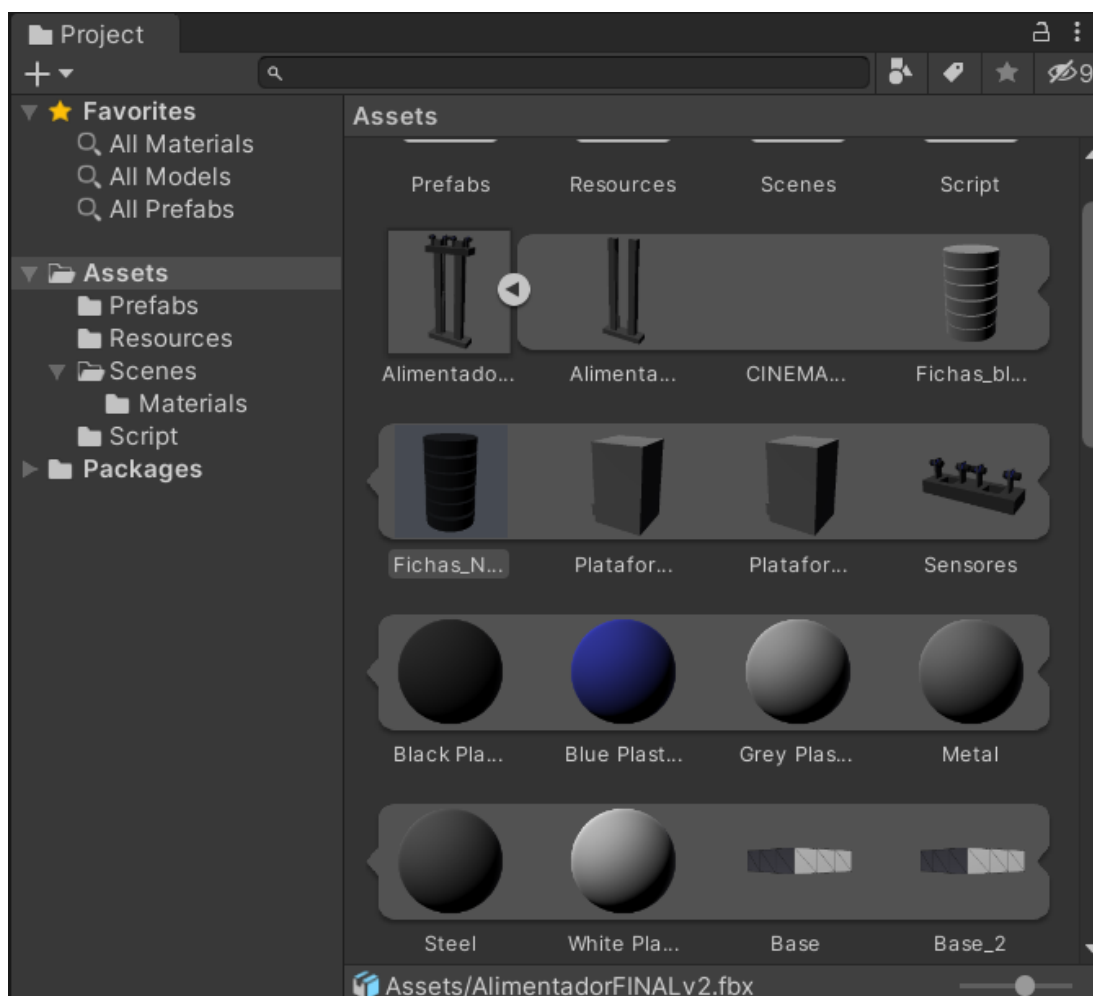 Project
9
Favorites
All Materials
All Models
All Prefabs
Assets
Prefabs
Resources
Scenes
Materials
Script
Packages
Assets
Prefabs Resources Scenes Script
Alimentado... Alimenta... CINEMA... Fichas_bl...
Fichas_N... Platafor... Platafor... Sensores
Black Pla... Blue Plast... Grey Plas... Metal
Steel White Pla... Base Base_2
Assets/AlimentadorFINALv2.fbx